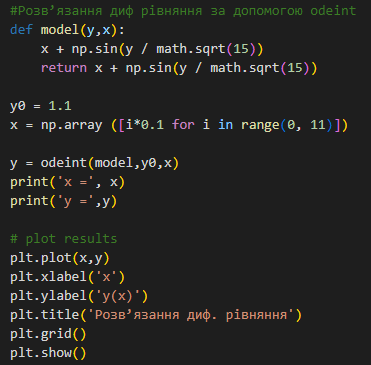 #Розв’язання диф рівняння за допомогою odeint
def model(y,x):
    x + np.sin(y / math.sqrt(15))
    return x + np.sin(y / math.sqrt(15))
y0 = 1.1
x = np.array ([i*0.1 for i in range(0, 11)])
y = odeint(model,y0,x)
print('x =', x)
print('y =',y)
# plot results
plt.plot(x,y)
plt.xlabel('x')
plt.ylabel('y(x)')
plt.title('Розв’язання диф. рівняння')
plt.grid()
plt.show()